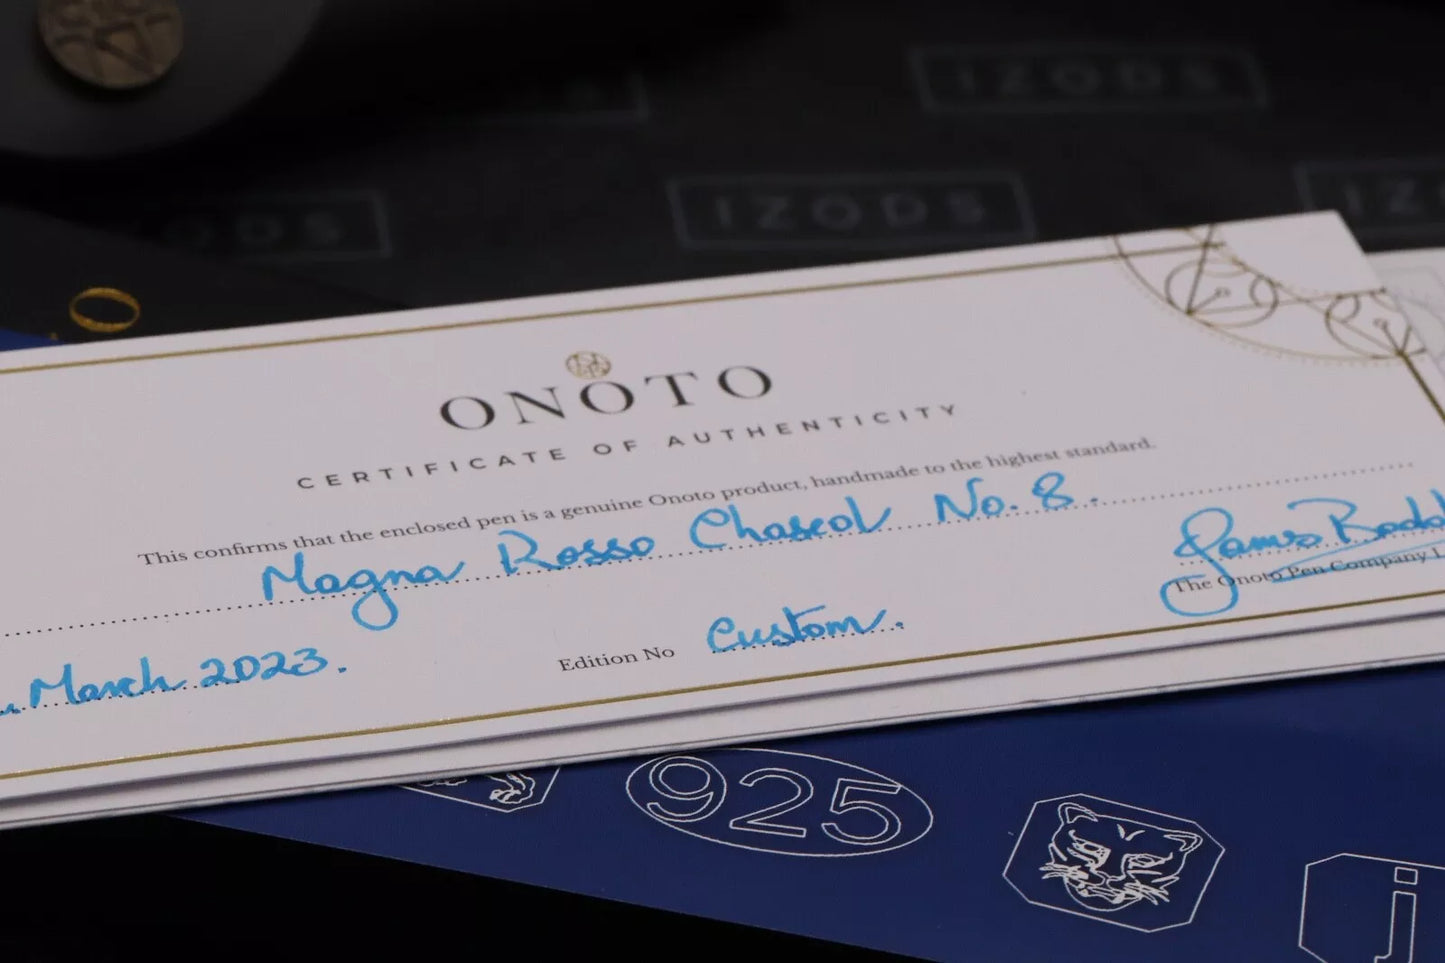 IZODS
IZODS
ONOTO
CERTIFICATE OF AUTHENTICITY
This confirms that the enclosed pen is a genuine Onoto product, handmade to the highest standard.
Magna Rosso Chased No. 8.
March 2023.
Edition No Custom.
James
The Onoto Pen Company
925
j